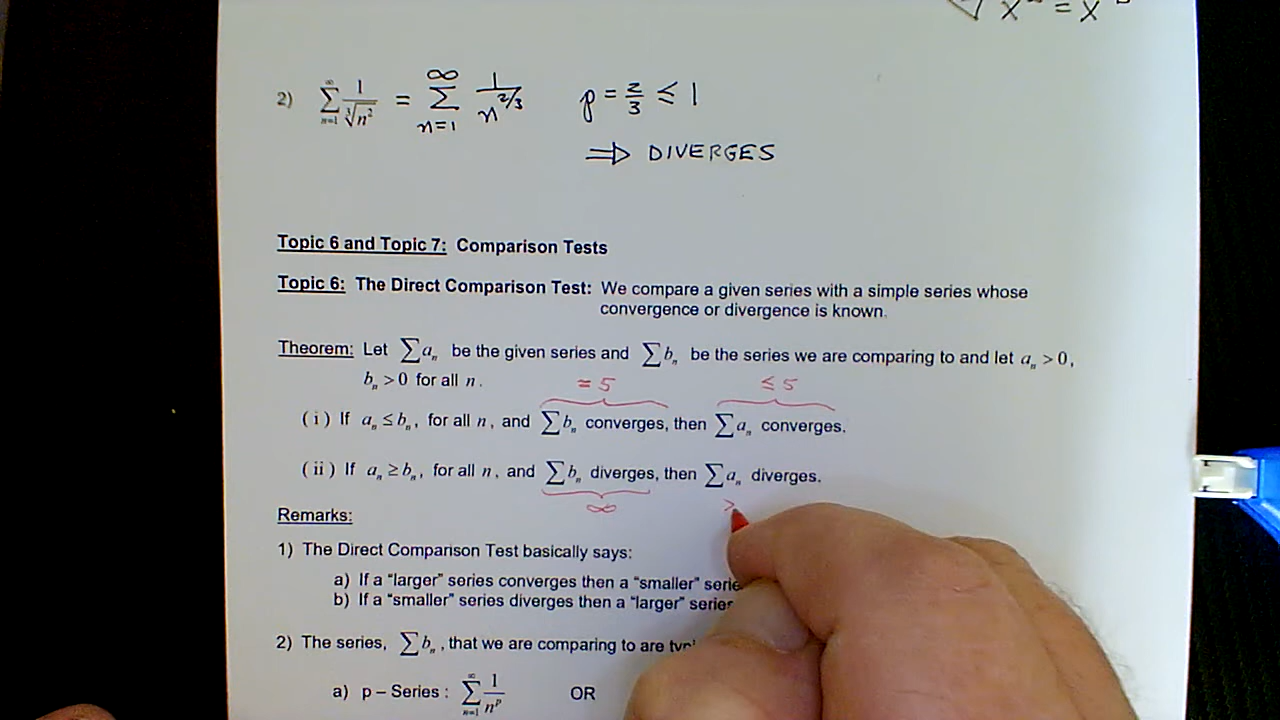 x = x
2) ∑_{n=1}^{∞} 1/∛(n²) = ∑_{n=1}^{∞} 1/n^{2/3} p = 2/3 ≤ 1
⟹ DIVERGES
Topic 6 and Topic 7: Comparison Tests
Topic 6: The Direct Comparison Test: We compare a given series with a simple series whose
convergence or divergence is known.
Theorem: Let ∑aₙ be the given series and ∑bₙ be the series we are comparing to and let aₙ > 0,
bₙ > 0 for all n.
= 5 ≤ 5
( i ) If aₙ ≤ bₙ, for all n, and ∑bₙ converges, then ∑aₙ converges.
( ii ) If aₙ ≥ bₙ, for all n, and ∑bₙ diverges, then ∑aₙ diverges.
∞ >
Remarks:
1) The Direct Comparison Test basically says:
a) If a “larger” series converges then a “smaller”
b) If a “smaller” series diverges then a “larger” series
2) The series, ∑bₙ, that we are comparing to are
a) p – Series : ∑_{n=1}^{∞} 1/nᵖ OR